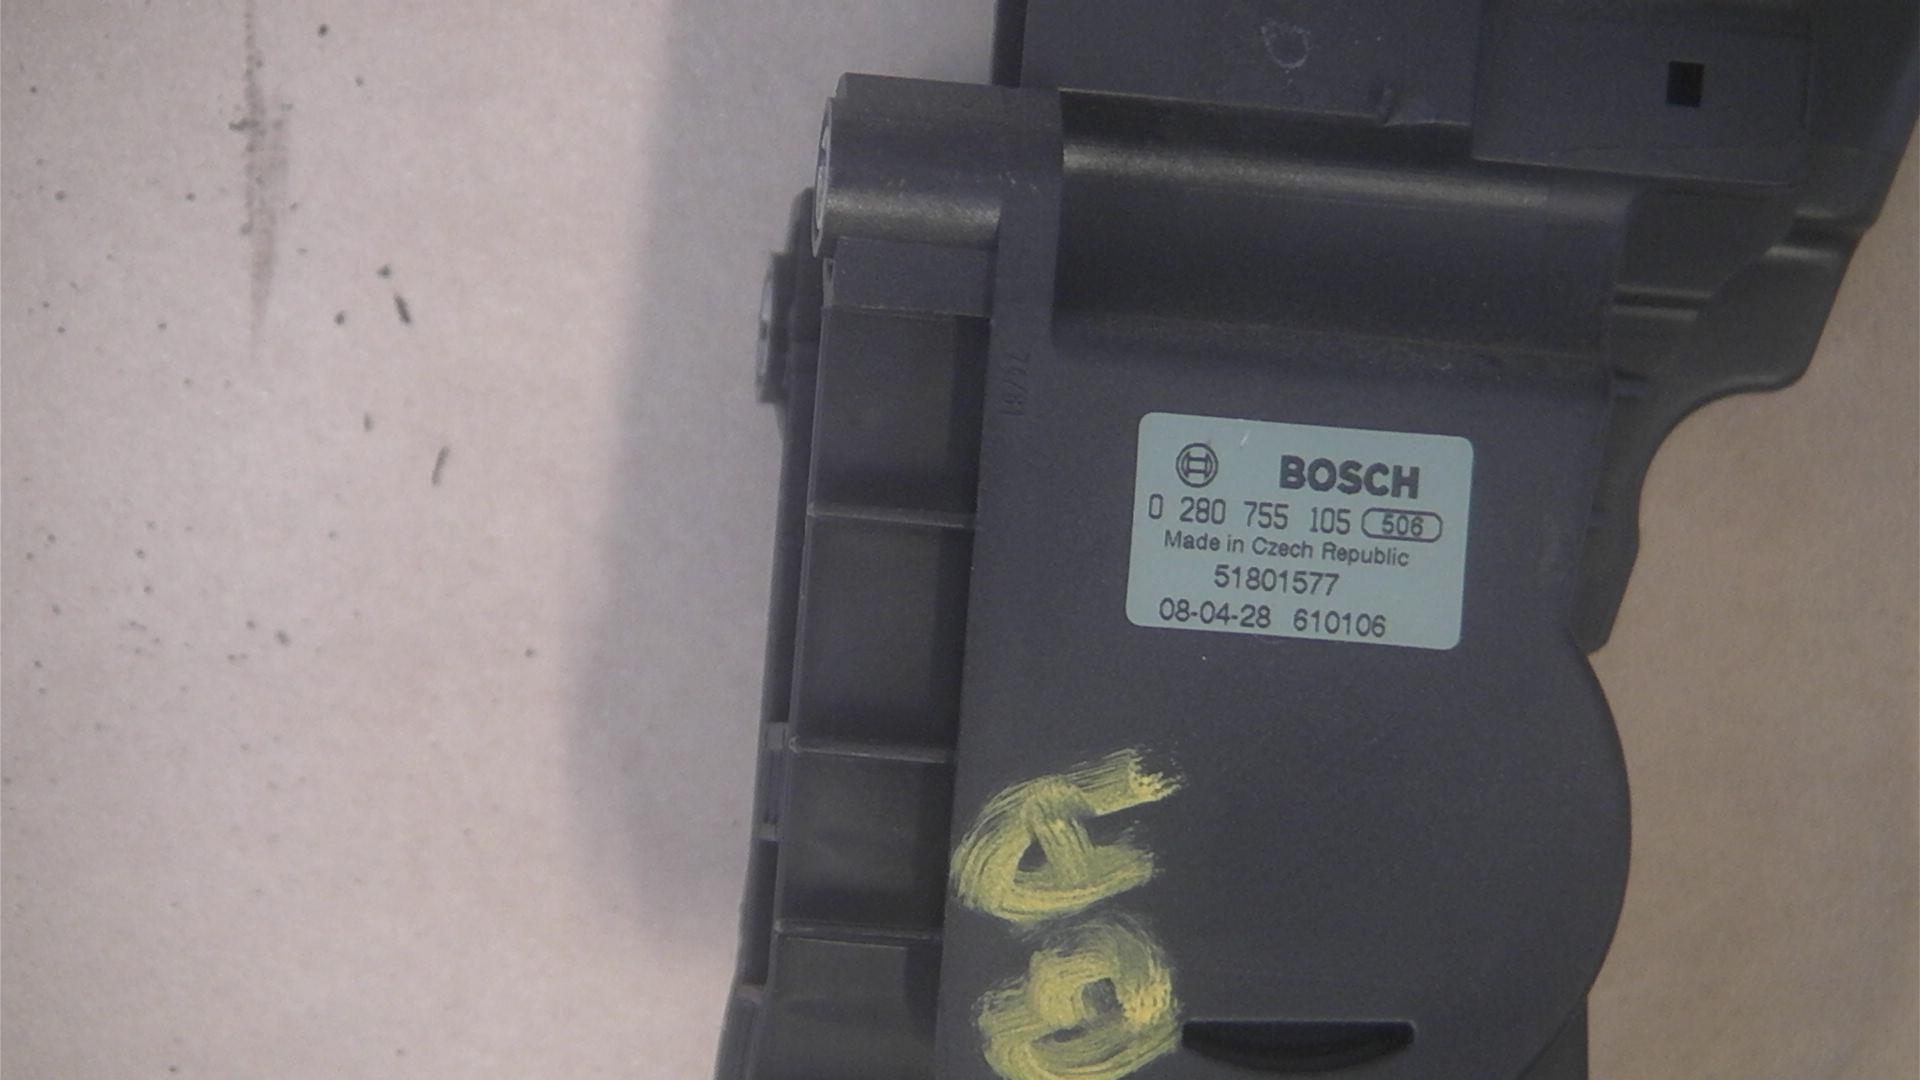 BOSCH
0 280 755 105 506
Made in Czech Republic
51801577
08-04-28 610106